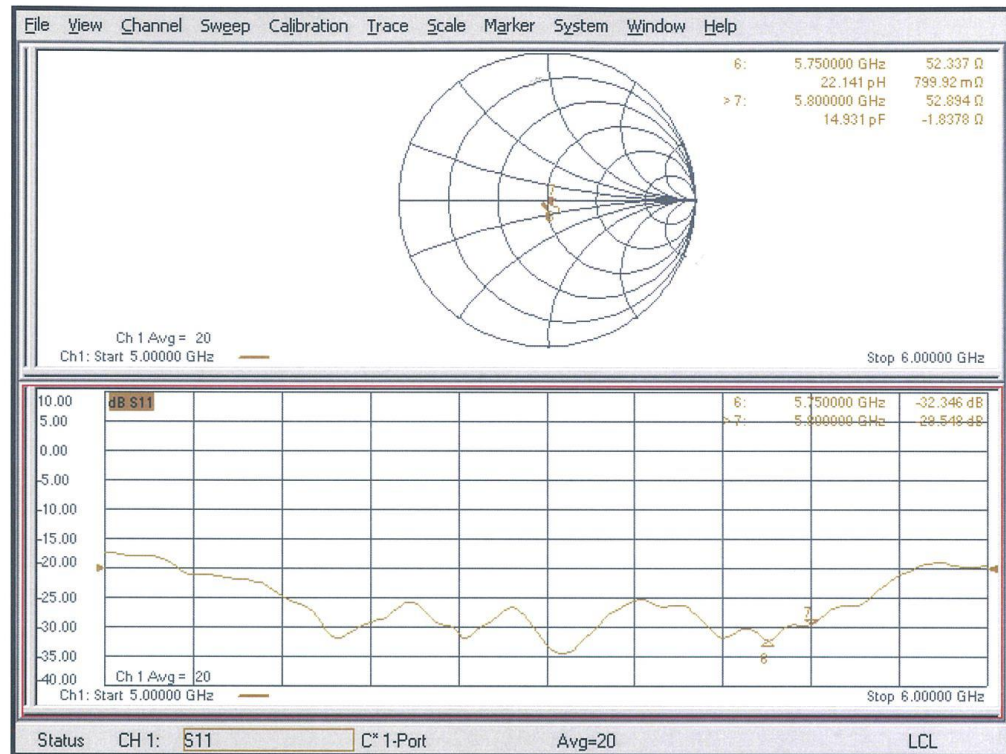 File View Channel Sweep Calibration Trace Scale Marker System Window Help
6: 5.750000 GHz 52.337 Ω
22.141 pH 799.92 mΩ
>7: 5.800000 GHz 52.894 Ω
14.931 pF -1.8378 Ω
7
Ch 1 Avg = 20
Ch1: Start 5.00000 GHz Stop 6.00000 GHz
10.00 dB S11 6: 5.750000 GHz -32.346 dB
5.00 >7: 5.800000 GHz -29.548 dB
0.00
-5.00
-10.00
-15.00
-20.00
-25.00
-30.00 7
-35.00 6
-40.00 Ch 1 Avg = 20
Ch1: Start 5.00000 GHz Stop 6.00000 GHz
Status CH 1: S11 C* 1-Port Avg=20 LCL